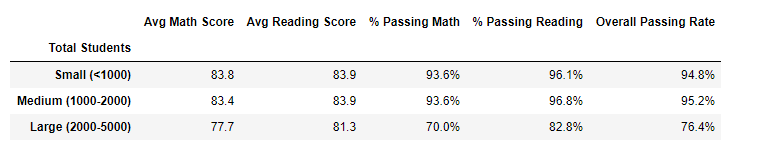 Avg Math Score Avg Reading Score % Passing Math % Passing Reading Overall Passing Rate
Total Students
Small (<1000) 83.8 83.9 93.6% 96.1% 94.8%
Medium (1000-2000) 83.4 83.9 93.6% 96.8% 95.2%
Large (2000-5000) 77.7 81.3 70.0% 82.8% 76.4%